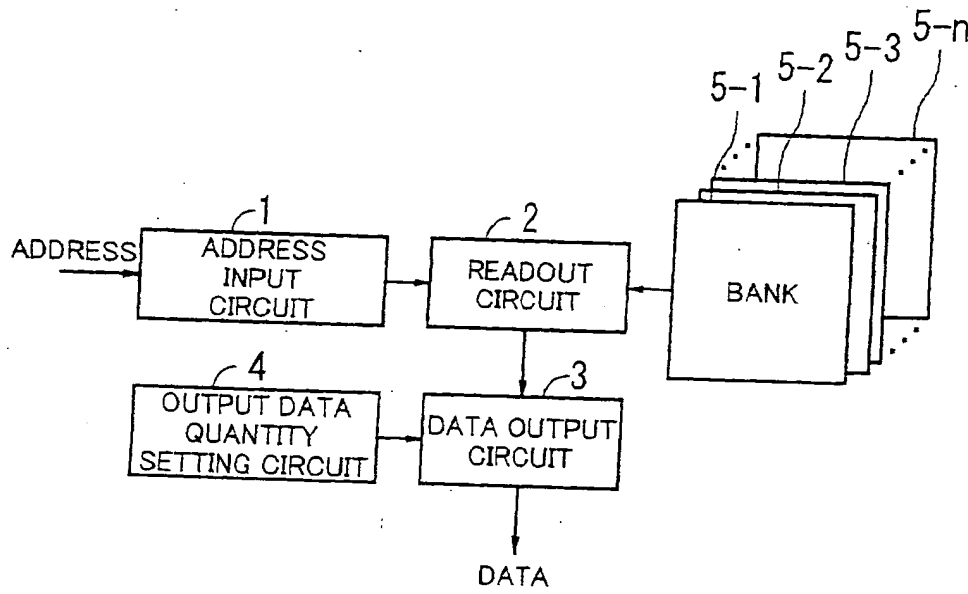 5-n
5-3
5-2
5-1
1
2
ADDRESS
ADDRESS
INPUT
CIRCUIT
READOUT
CIRCUIT
BANK
4
3
OUTPUT DATA
QUANTITY
SETTING CIRCUIT
DATA OUTPUT
CIRCUIT
DATA